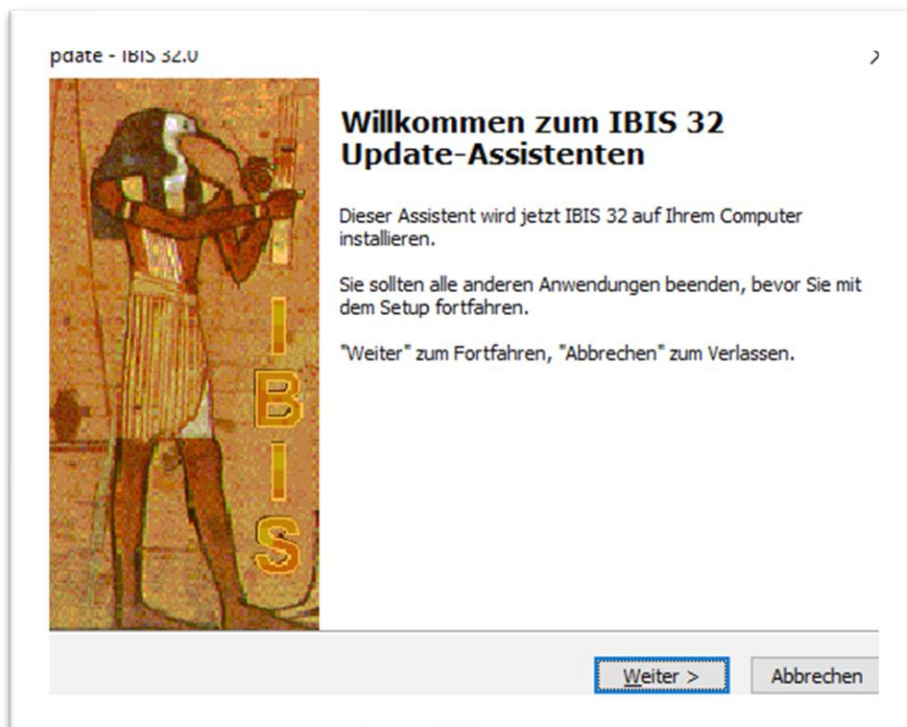 pdate - IBIS 32.0
Willkommen zum IBIS 32
Update-Assistenten
Dieser Assistent wird jetzt IBIS 32 auf Ihrem Computer
installieren.
Sie sollten alle anderen Anwendungen beenden, bevor Sie mit
dem Setup fortfahren.
"Weiter" zum Fortfahren, "Abbrechen" zum Verlassen.
IBIS
Weiter >
Abbrechen